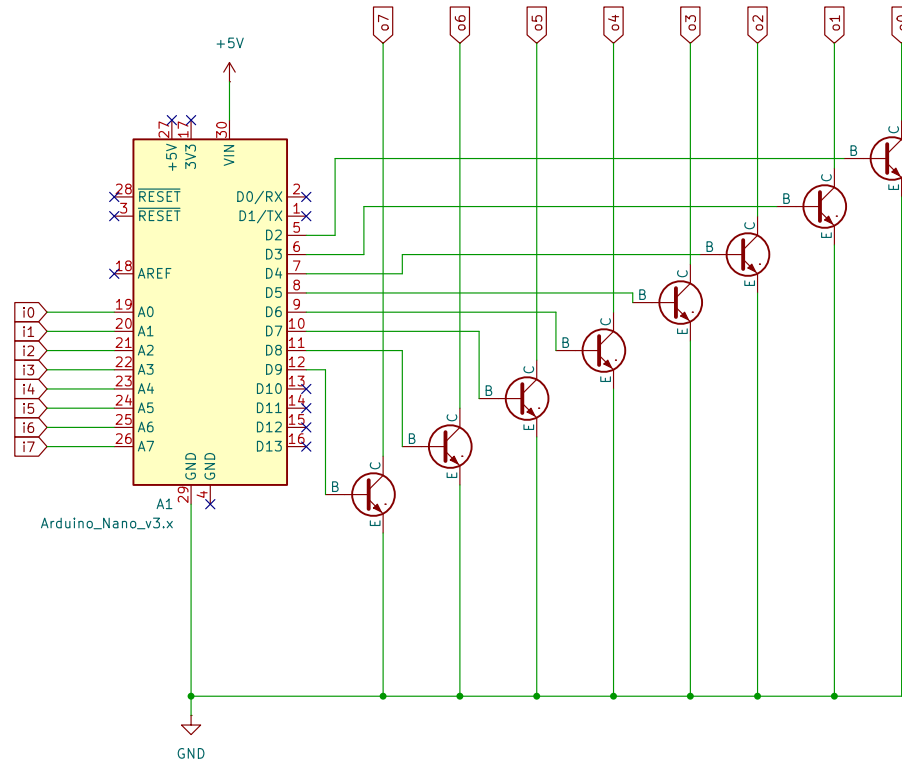 o7 o6 o5 o4 o3 o2 o1 o0
+5V
27 17 30
+5V 3V3 VIN
28 RESET D0/RX 2
3 RESET D1/TX 1
D2 5
D3 6
18 AREF D4 7
D5 8
i0 19 A0 D6 9
i1 20 A1 D7 10
i2 21 A2 D8 11
i3 22 A3 D9 12
i4 23 A4 D10 13
i5 24 A5 D11 14
i6 25 A6 D12 15
i7 26 A7 D13 16
GND GND
29 4
A1
Arduino_Nano_v3.x
GND
B C E
B C E
B C E
B C E
B C E
B C E
B C E
B C E